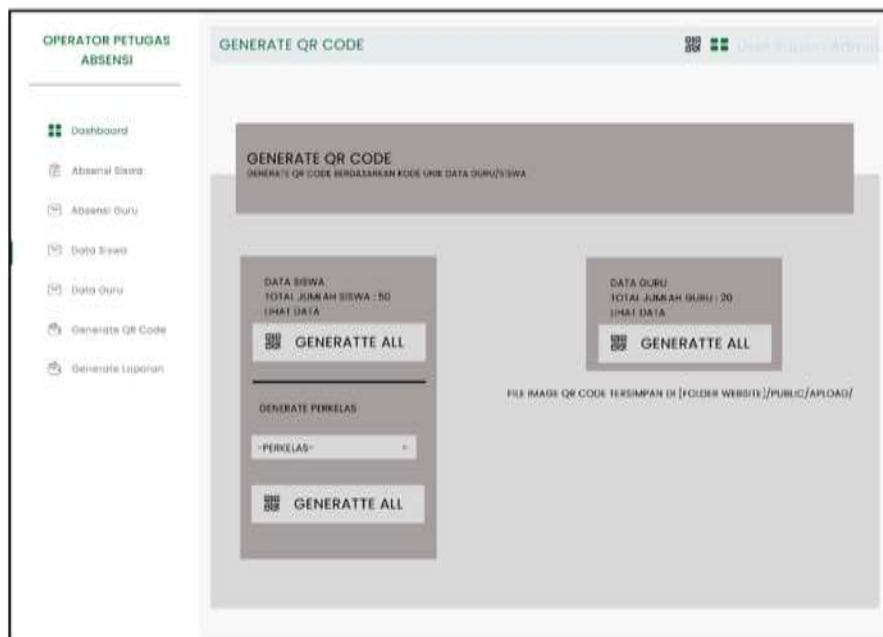 OPERATOR PETUGAS
ABSENSI
GENERATE QR CODE
User Supert Admin
Dashboard
Absensi Siswa
Absensi Guru
Data Siswa
Data Guru
Generate QR Code
Generate Laporan
GENERATE QR CODE
GENERATE QR CODE BERDASARKAN KODE UNIK DATA GURU/SISWA
DATA SISWA
TOTAL JUMLAH SISWA : 50
LIHAT DATA
GENERATTE ALL
GENERATE PERKELAS
-PERKELAS-
GENERATTE ALL
DATA GURU
TOTAL JUMLAH GURU : 20
LIHAT DATA
GENERATTE ALL
FILE IMAGE QR CODE TERSIMPAN DI [FOLDER WEBSITE]/PUBLIC/APLOAD/